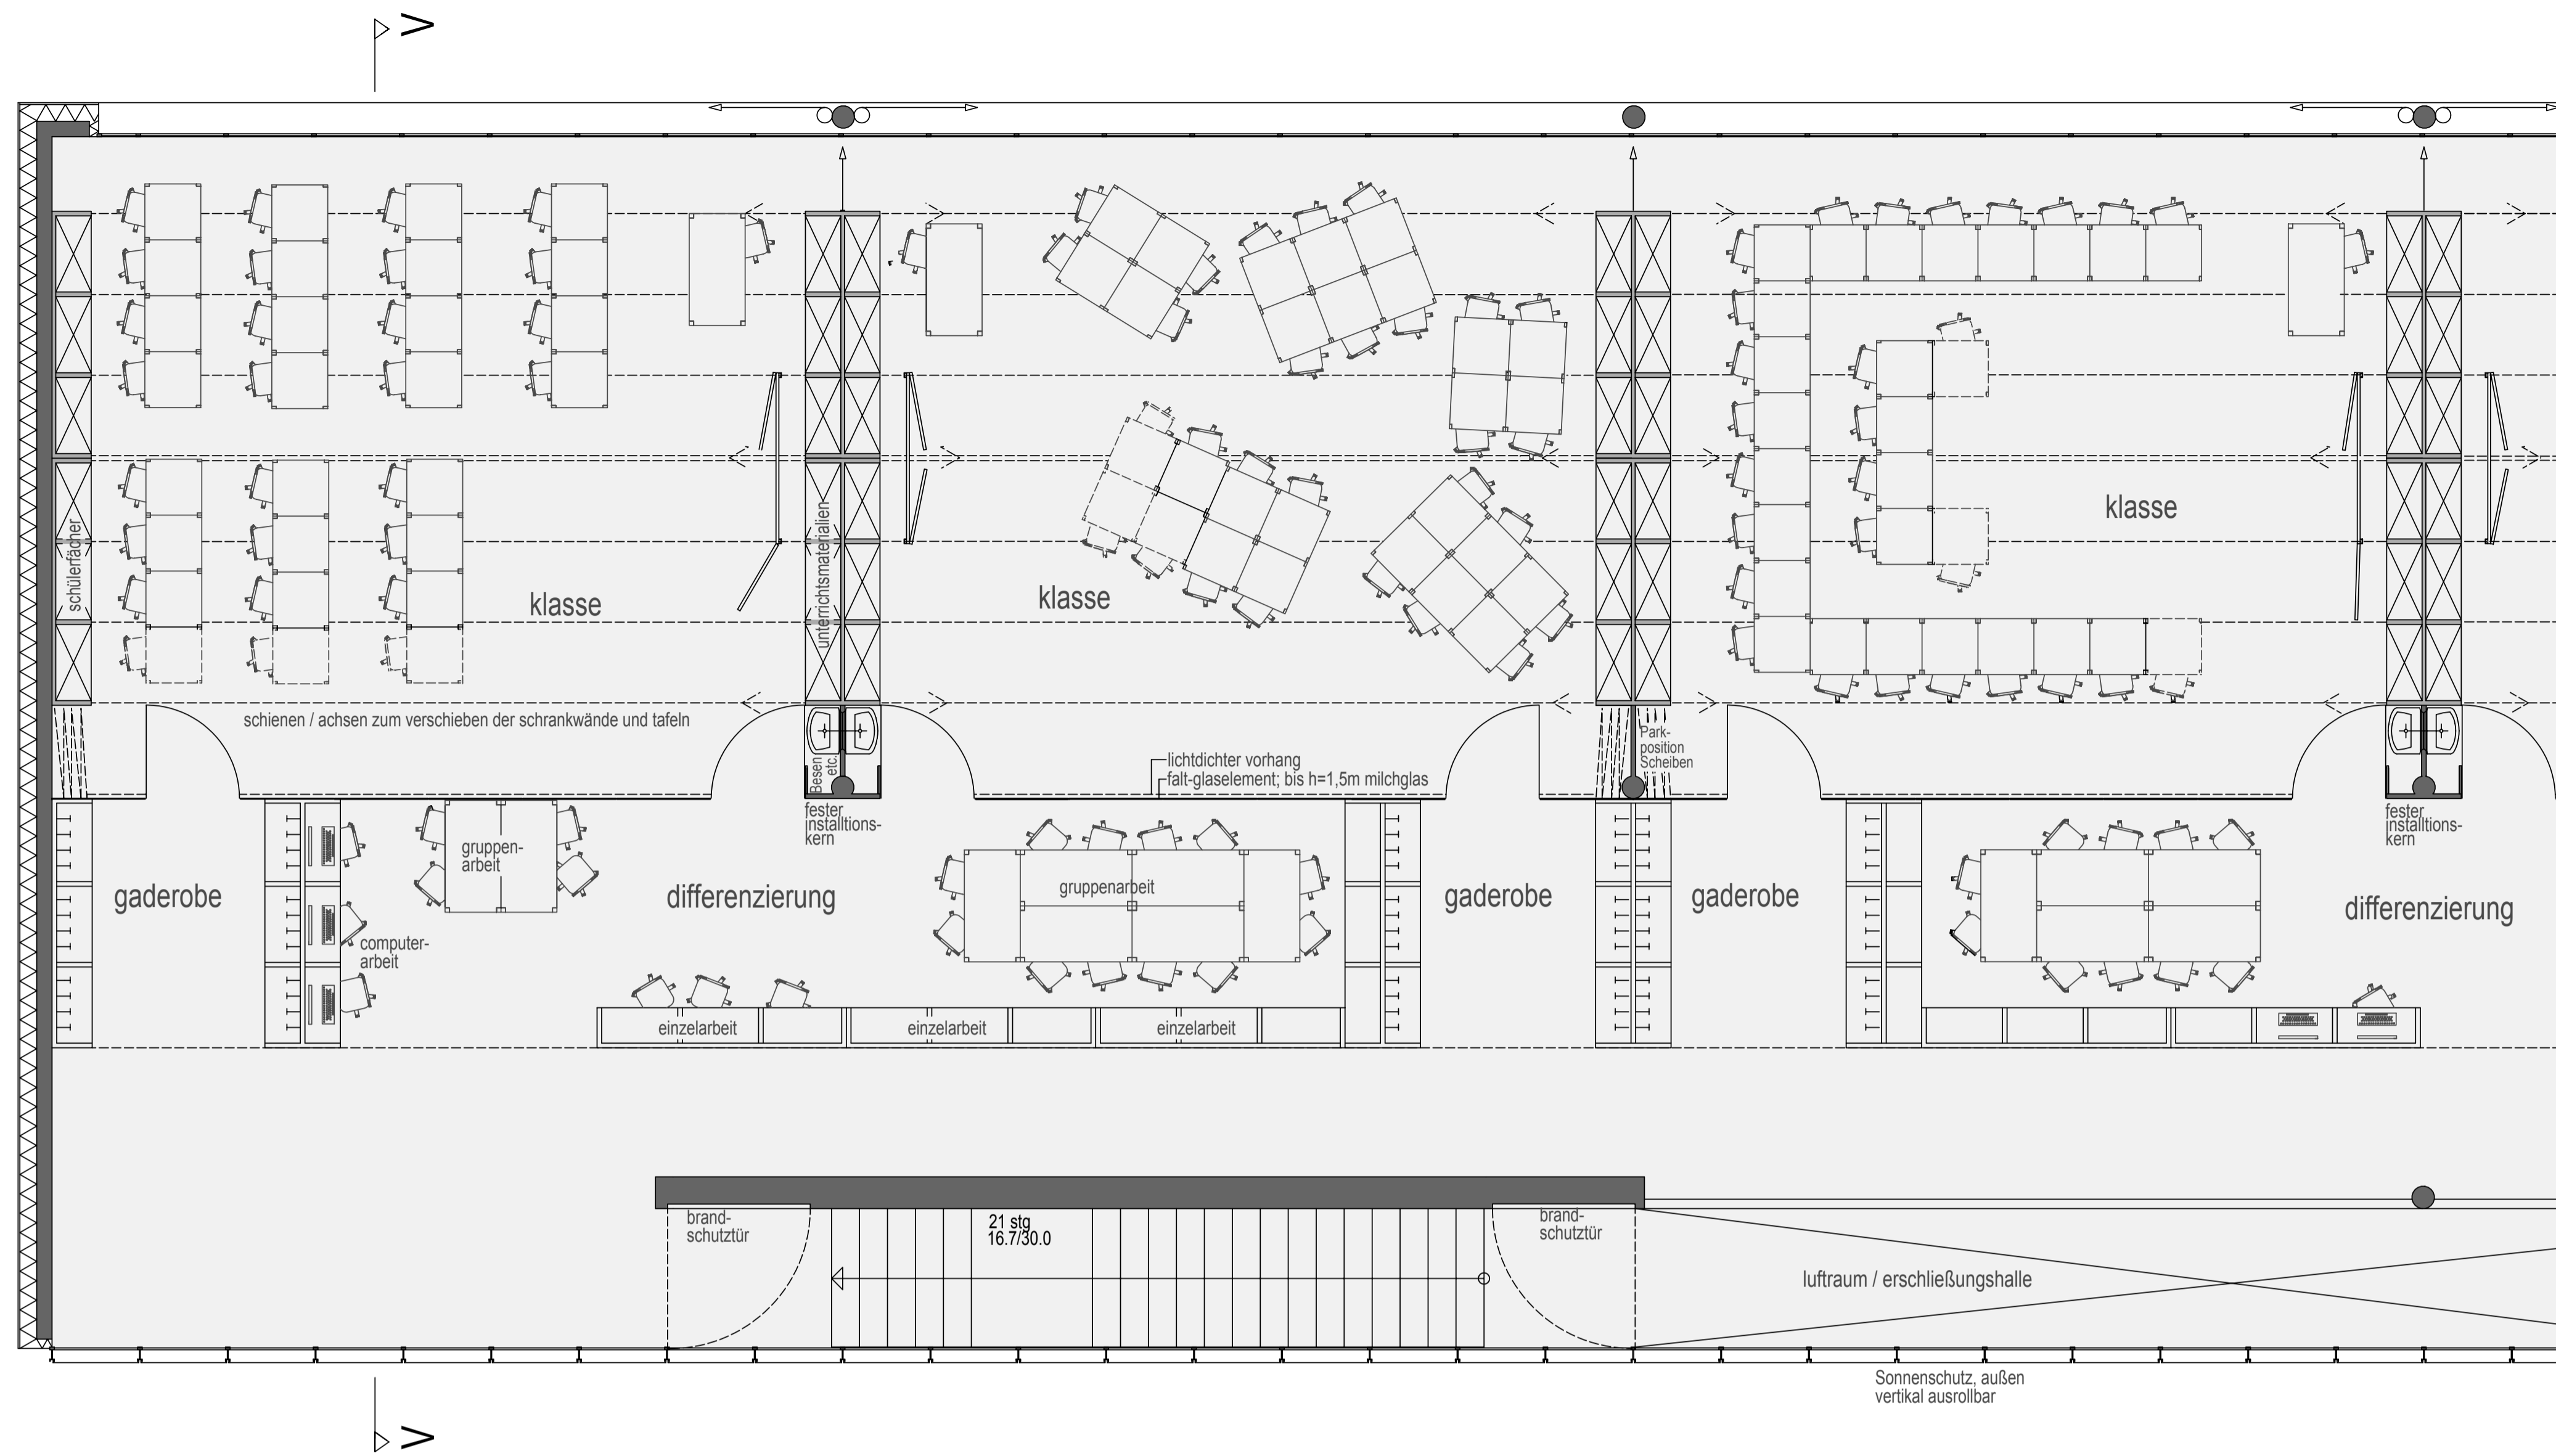 V
schülerfächer
unterrichtsmaterialien
klasse
klasse
klasse
schienen / achsen zum verschieben der schrankwände und tafeln
Besen
etc.
lichtdichter vorhang
falt-glaselement; bis h=1,5m milchglas
Park-
position
Scheiben
fester
installtions-
kern
fester
installtions-
kern
gruppen-
arbeit
gaderobe
differenzierung
gruppenarbeit
gaderobe
gaderobe
differenzierung
computer-
arbeit
einzelarbeit
einzelarbeit
einzelarbeit
brand-
schutztür
21 stg
16.7/30.0
brand-
schutztür
luftraum / erschließungshalle
Sonnenschutz, außen
vertikal ausrollbar
V